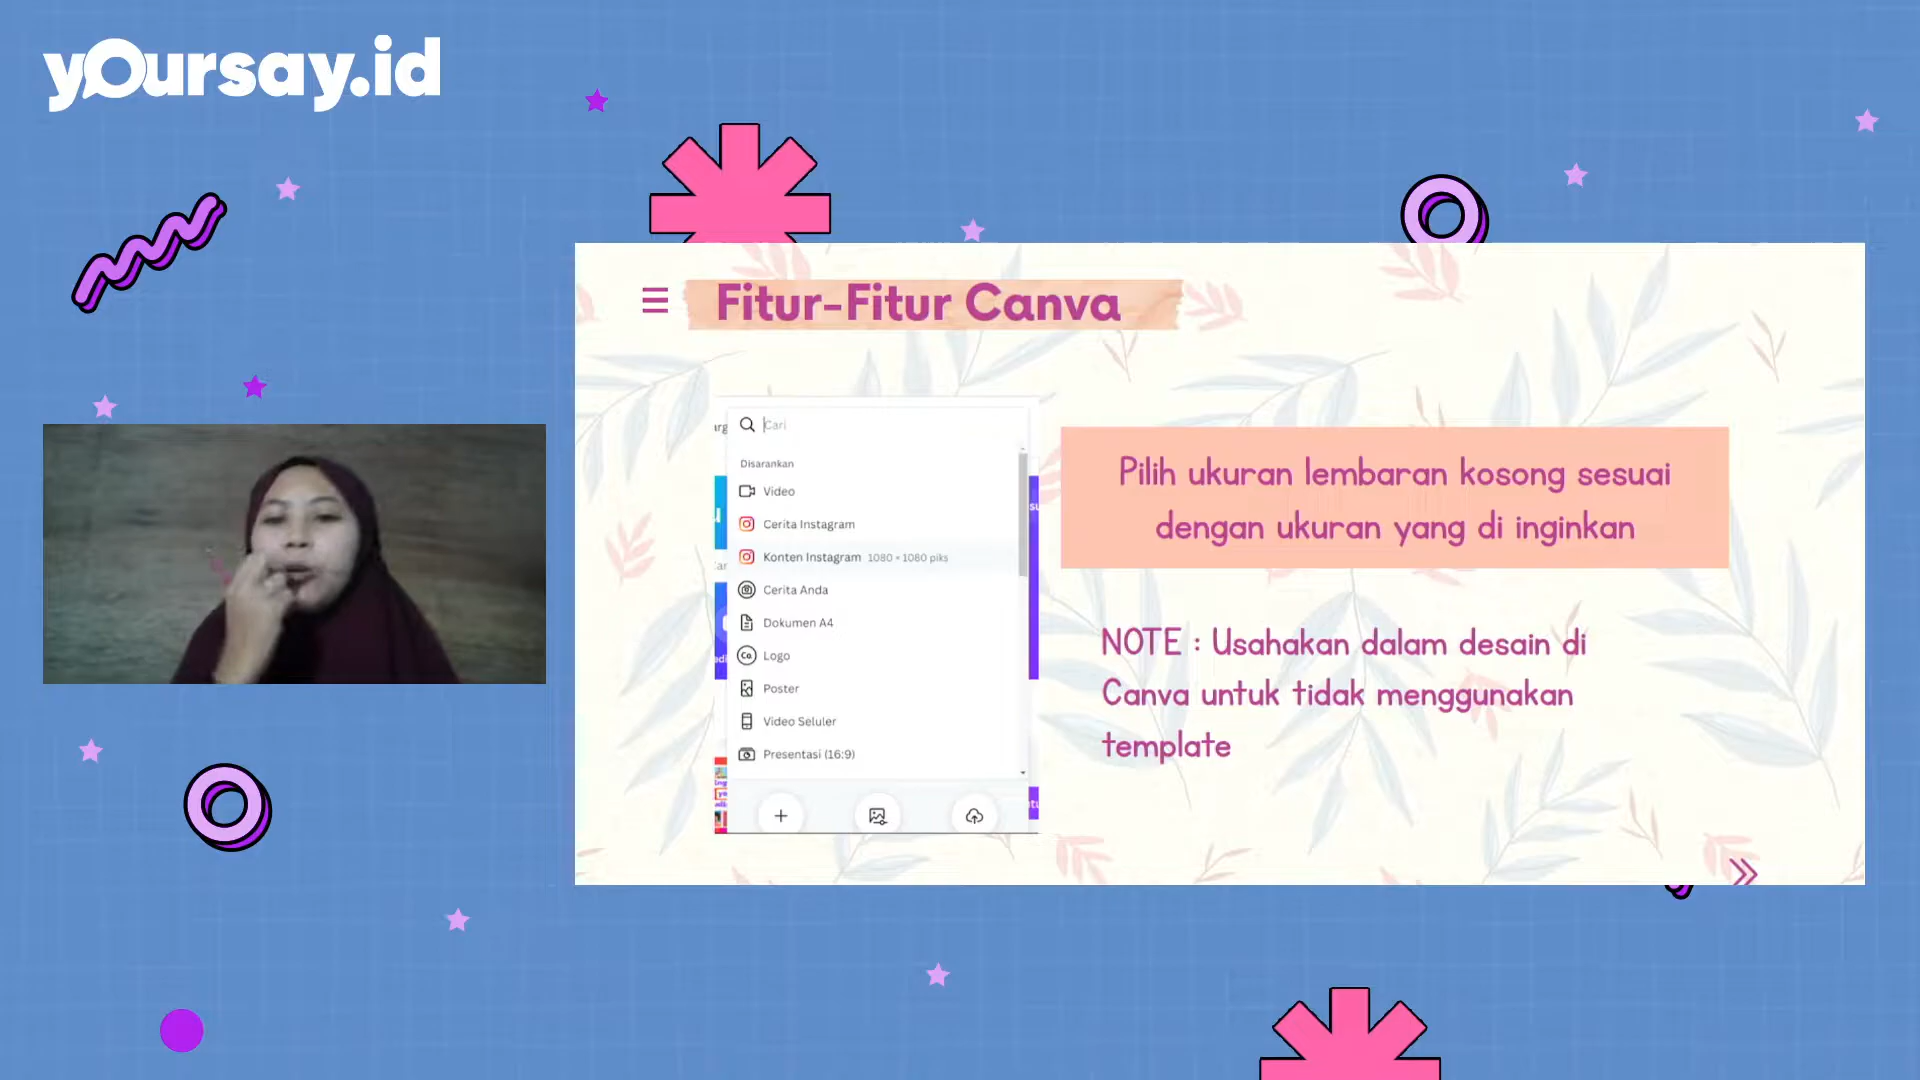 yoursay.id
Fitur-Fitur Canva
Cari
Disarankan
Video
Cerita Instagram
Konten Instagram 1080 × 1080 piks
Cerita Anda
Dokumen A4
Co.
Logo
Poster
Video Seluler
Presentasi (16:9)
Pilih ukuran lembaran kosong sesuai
dengan ukuran yang di inginkan
NOTE : Usahakan dalam desain di
Canva untuk tidak menggunakan
template